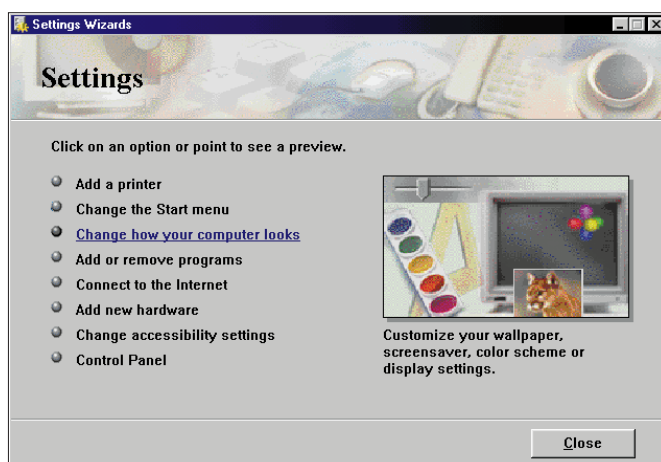 Settings Wizards
Settings
Click on an option or point to see a preview.
Add a printer
Change the Start menu
Change how your computer looks
Add or remove programs
Connect to the Internet
Add new hardware
Change accessibility settings
Control Panel
Customize your wallpaper,
screensaver, color scheme or
display settings.
Close